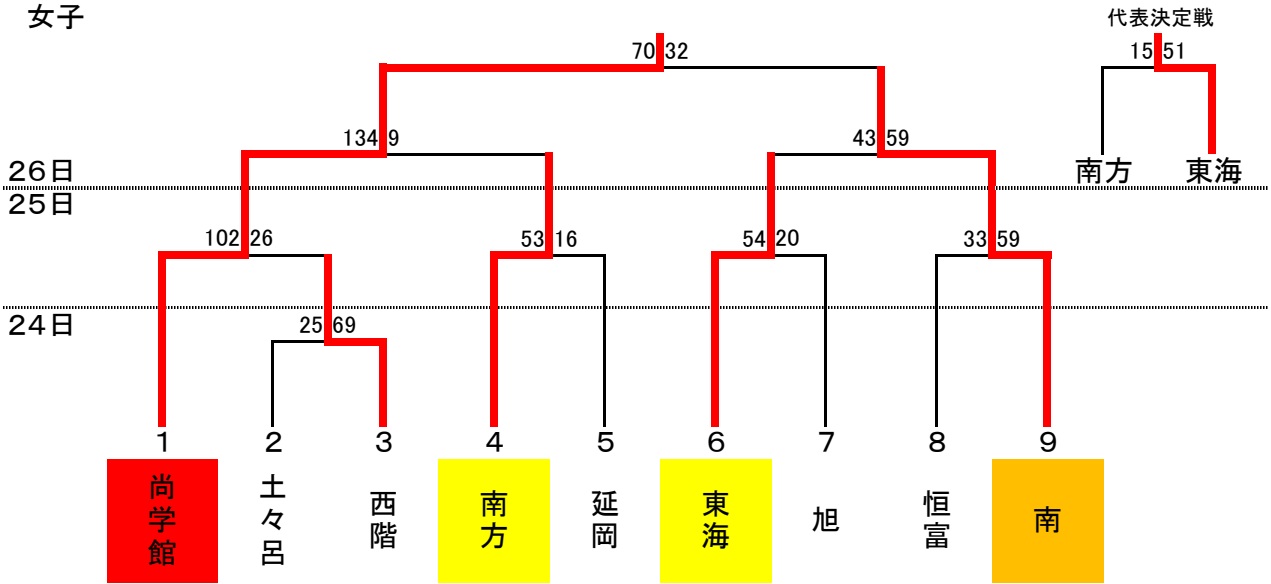 女子
代表決定戦
70 32
15 51
134 9
43 59
26日
南方 東海
25日
102 26
53 16
54 20
33 59
24日
25 69
1 2 3 4 5 6 7 8 9
尚学館
土々呂
西階
南方
延岡
東海
旭
恒富
南